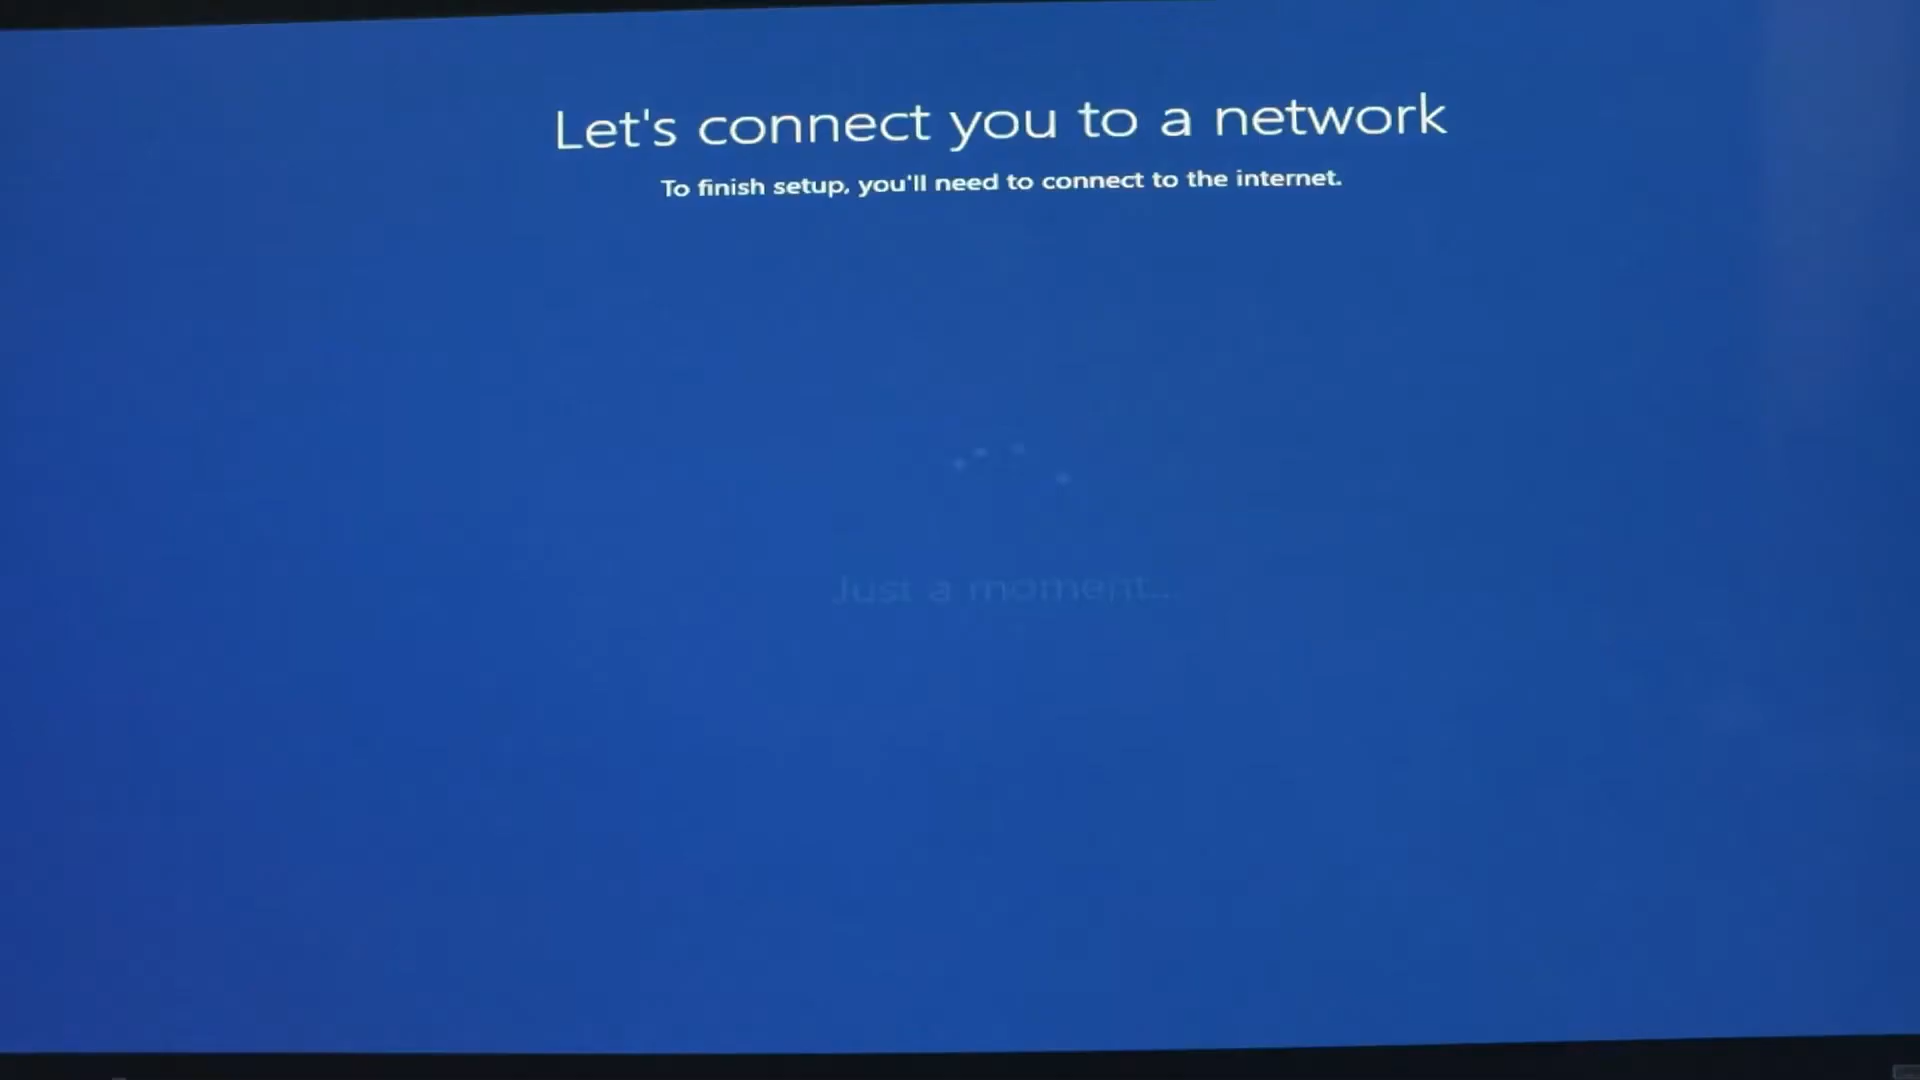 Let's connect you to a network
To finish setup, you'll need to connect to the internet.
Just a moment...